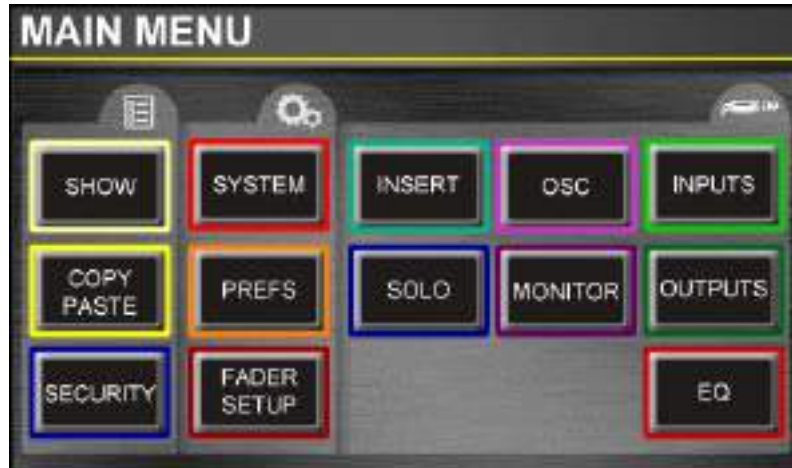 MAIN MENU
SHOW
SYSTEM
INSERT
OSC
INPUTS
COPY
PASTE
PREFS
SOLO
MONITOR
OUTPUTS
SECURITY
FADER
SETUP
EQ